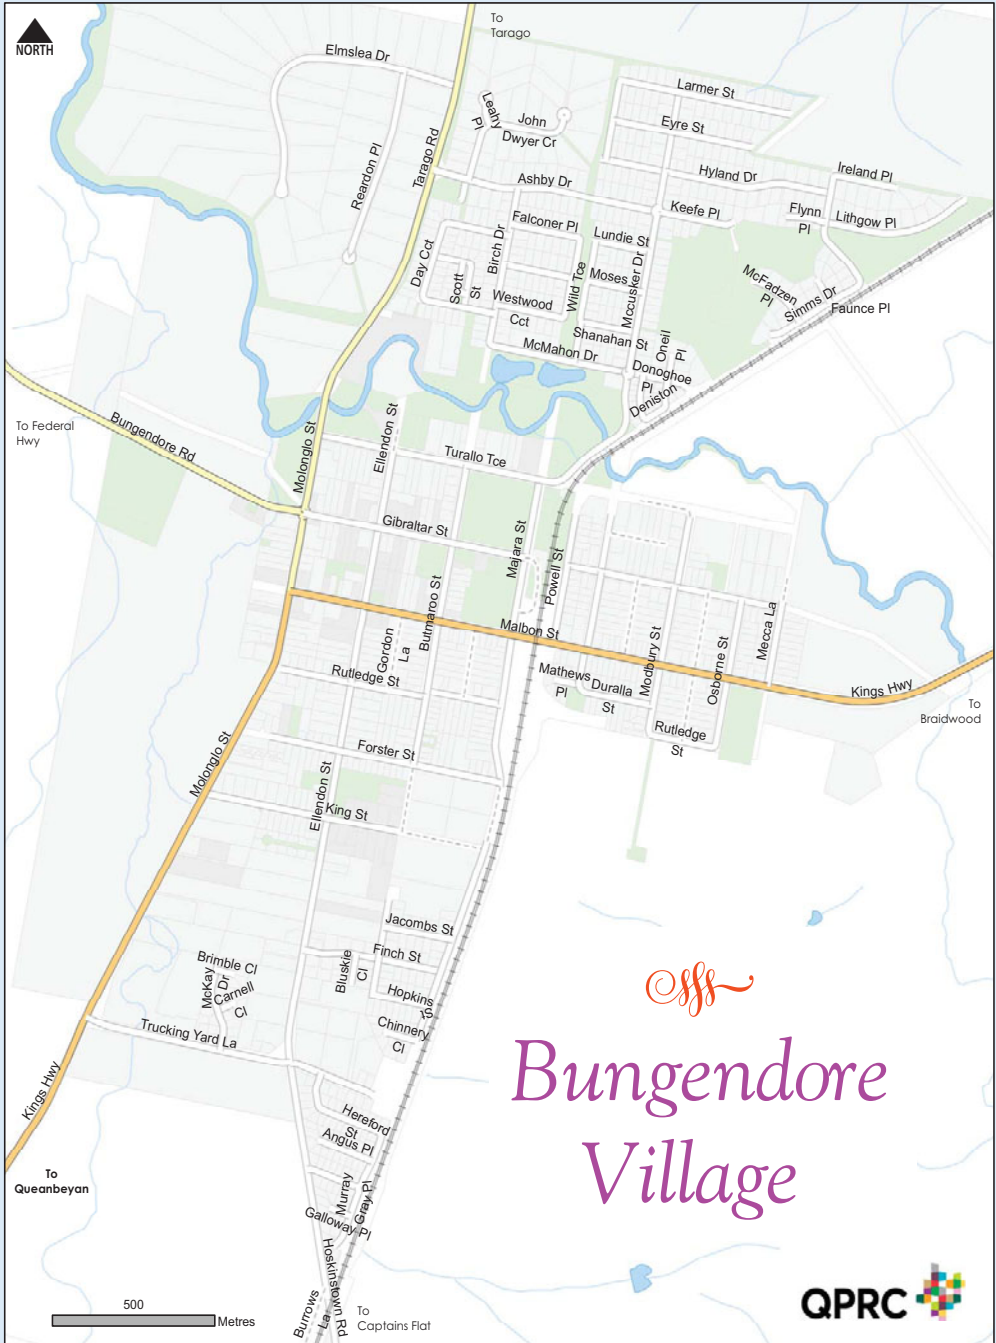 NORTH
To
Tarago
Elmslea Dr
Reardon Pl
Tarago Rd
Leahy
Pl
John
Dwyer Cr
Larmer St
Eyre St
Hyland Dr
Ireland Pl
Ashby Dr
Keefe Pl
Flynn
Pl
Lithgow Pl
Falconer Pl
Lundie St
Birch Dr
Day Cct
Scott
St
Moses
Wild Tce
Mccusker Dr
Westwood
Cct
Shanahan St
McMahon Dr
McFadzen
Pl
Simms Dr
Faunce Pl
Oneil
Pl
Donoghoe
Pl
Deniston
To Federal
Hwy
Bungendore Rd
Molonglo St
Ellendon St
Turallo Tce
Gibraltar St
Majara St
Powell St
Butmaroo St
Malbon St
Gordon
La
Rutledge St
Mathews
Pl
Duralla
St
Modbury St
Osborne St
Mecca La
Rutledge
St
Kings Hwy
To
Braidwood
Molonglo St
Forster St
Ellendon St
King St
Jacombs St
Finch St
Bluskie
Cl
Hopkins
St
Chinnery
Cl
Brimble Cl
McKay
Dr
Carnell
Cl
Trucking Yard La
Kings Hwy
To
Queanbeyan
Hereford
St
Angus Pl
Murray
Gray Pl
Galloway Pl
Hoskinstown Rd
Burrows
La
To
Captains Flat
Bungendore
Village
500
Metres
QPRC